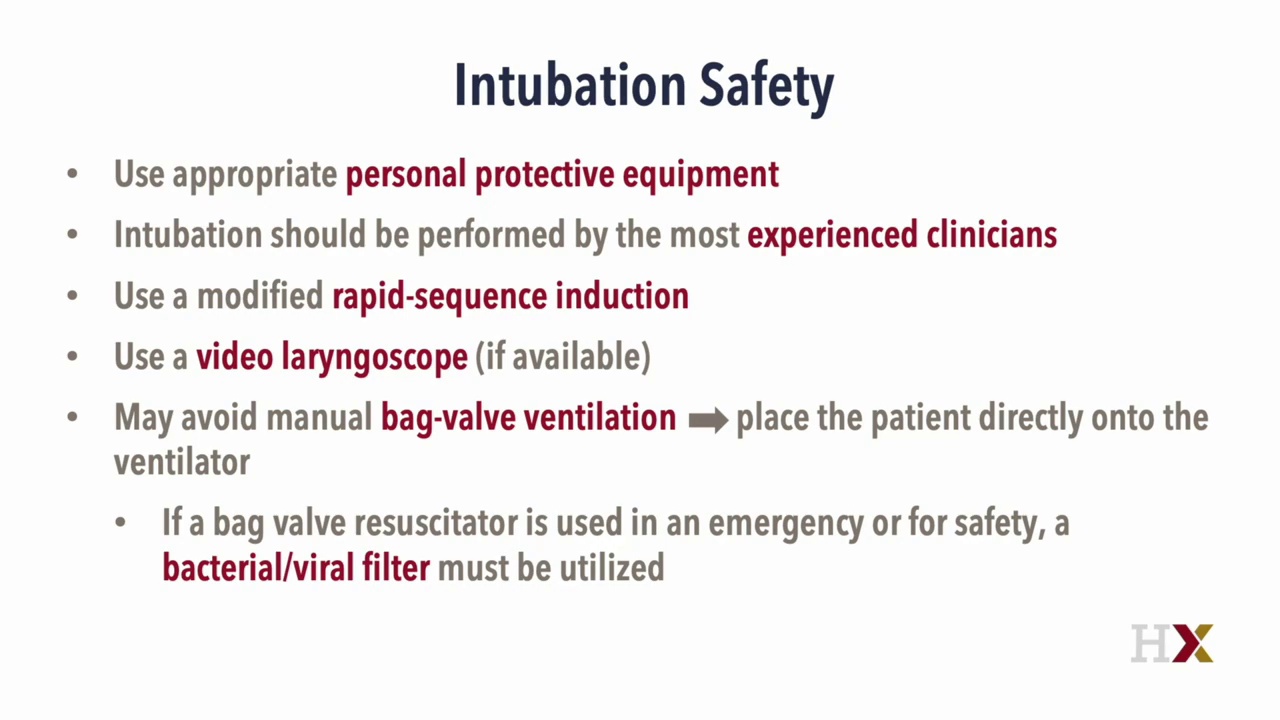 Intubation Safety
• Use appropriate personal protective equipment
• Intubation should be performed by the most experienced clinicians
• Use a modified rapid-sequence induction
• Use a video laryngoscope (if available)
• May avoid manual bag-valve ventilation ➡ place the patient directly onto the
ventilator
• If a bag valve resuscitator is used in an emergency or for safety, a
bacterial/viral filter must be utilized
HX